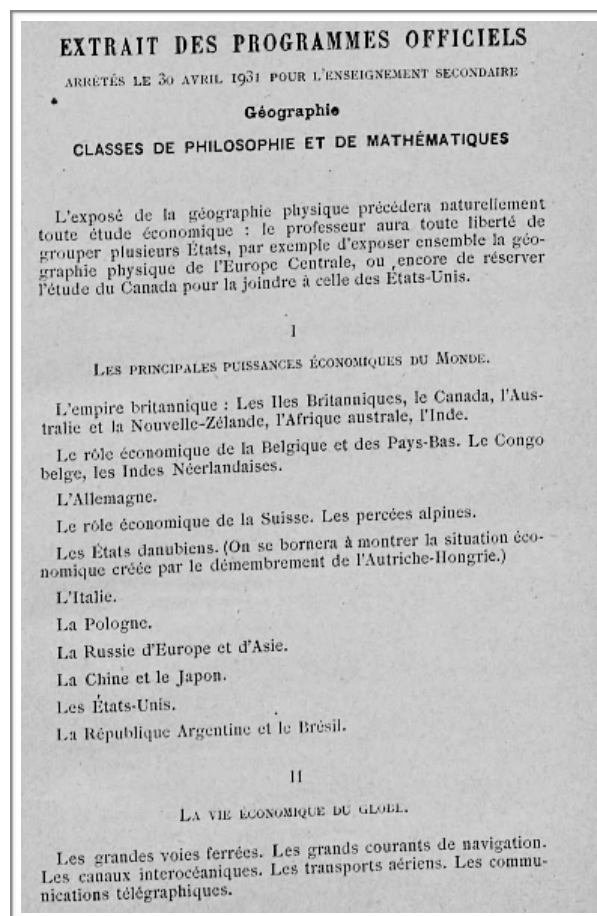 EXTRAIT DES PROGRAMMES OFFICIELS
ARRÊTÉS LE 30 AVRIL 1931 POUR L'ENSEIGNEMENT SECONDAIRE
Géographie
CLASSES DE PHILOSOPHIE ET DE MATHÉMATIQUES
L'exposé de la géographie physique précédera naturellement
toute étude économique : le professeur aura toute liberté de
grouper plusieurs États, par exemple d'exposer ensemble la géo-
graphie physique de l'Europe Centrale, ou encore de réserver
l'étude du Canada pour la joindre à celle des États-Unis.
I
LES PRINCIPALES PUISSANCES ÉCONOMIQUES DU MONDE.
L'empire britannique : Les Iles Britanniques, le Canada, l'Aus-
tralie et la Nouvelle-Zélande, l'Afrique australe, l'Inde.
Le rôle économique de la Belgique et des Pays-Bas. Le Congo
belge, les Indes Néerlandaises.
L'Allemagne.
Le rôle économique de la Suisse. Les percées alpines.
Les États danubiens. (On se bornera à montrer la situation éco-
nomique créée par le démembrement de l'Autriche-Hongrie.)
L'Italie.
La Pologne.
La Russie d'Europe et d'Asie.
La Chine et le Japon.
Les États-Unis.
La République Argentine et le Brésil.
II
LA VIE ÉCONOMIQUE DU GLOBE.
Les grandes voies ferrées. Les grands courants de navigation.
Les canaux interocéaniques. Les transports aériens. Les commu-
nications télégraphiques.